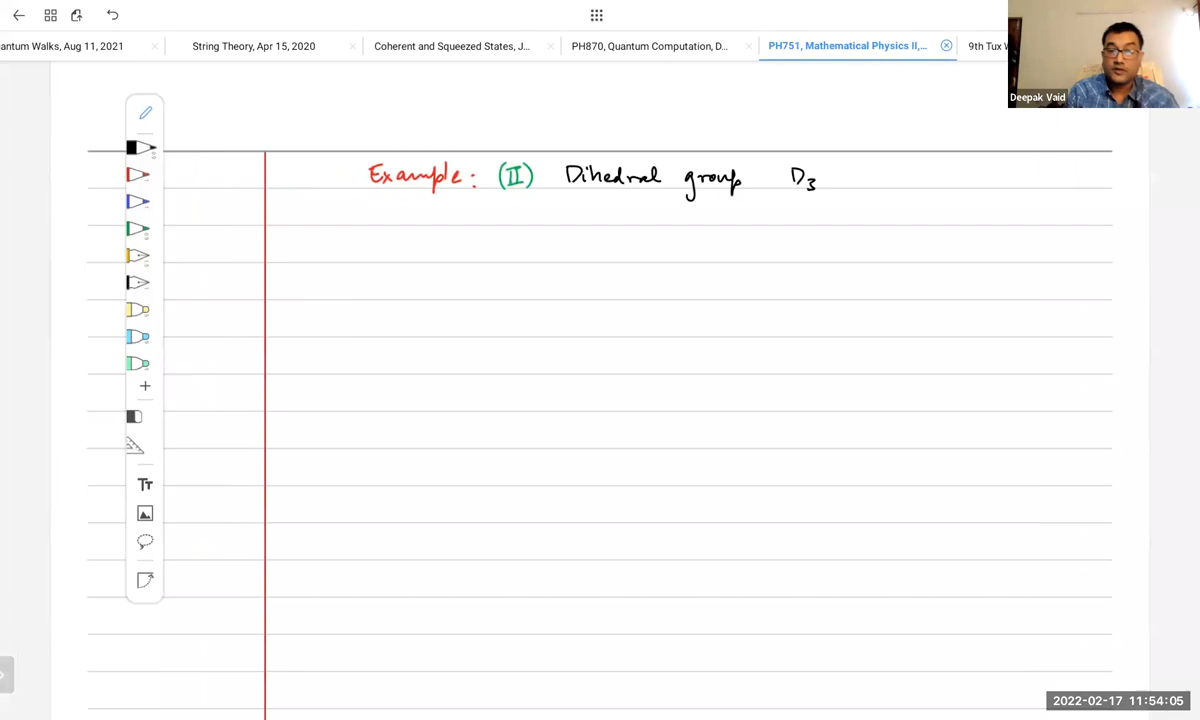 antum Walks, Aug 11, 2021
String Theory, Apr 15, 2020
Coherent and Squeezed States, J...
PH870, Quantum Computation, D...
PH751, Mathematical Physics II,...
9th Tux W
Deepak Vaid
Example: (II) Dihedral group D3
TT
2022-02-17 11:54:05